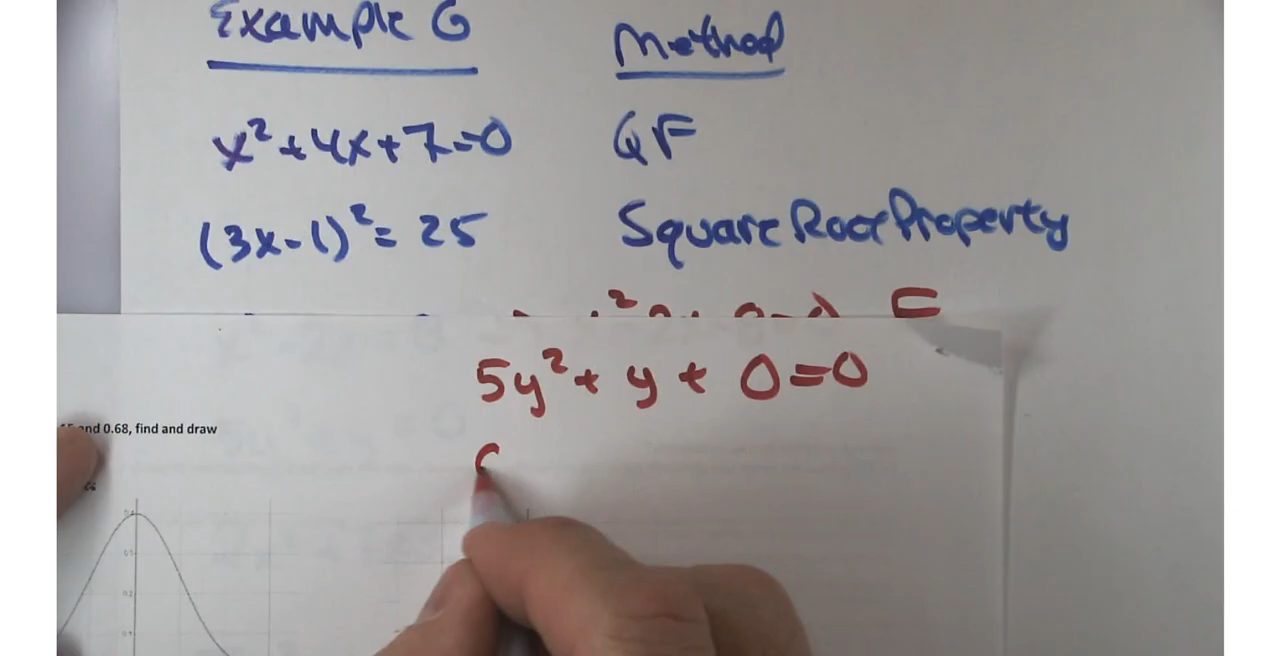 Example 6
Method
x² + 4x + 7 = 0 QF
(3x - 1)² = 25 Square Root Property
5y² + y + 0 = 0
and 0.68, find and draw